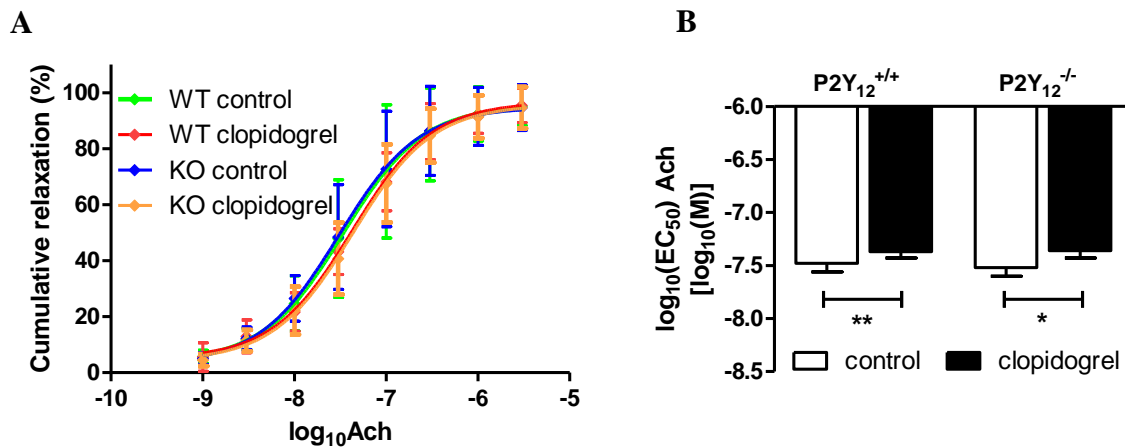 A
Cumulative relaxation (%)
100
80
60
40
20
0
WT control
WT clopidogrel
KO control
KO clopidogrel
-10
-9
-8
-7
-6
-5
log₁₀Ach
B
P2Y₁₂⁺/⁺
P2Y₁₂⁻/⁻
log₁₀(EC₅₀) Ach
[log₁₀(M)]
-6.0
-6.5
-7.0
-7.5
-8.0
-8.5
**
*
control
clopidogrel